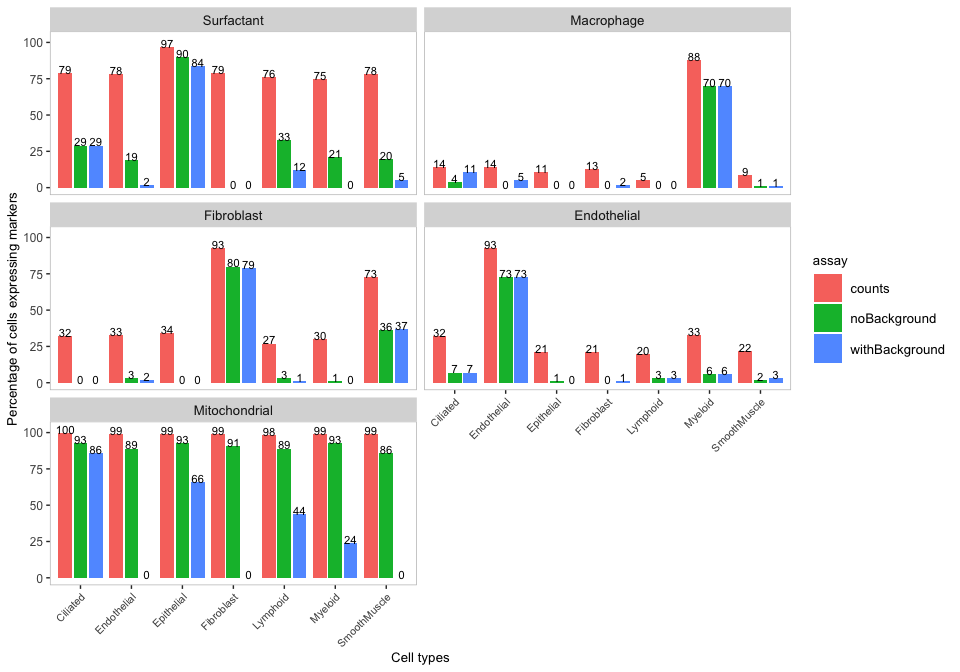 Surfactant
Macrophage
100
75
50
25
0
79 29 29 78 19 2 97 90 84 79 0 0 76 33 12 75 21 0 78 20 5
14 4 11 14 0 5 11 0 0 13 0 2 5 0 0 88 70 70 9 1 1
Fibroblast
Endothelial
100
75
50
25
0
32 0 0 33 3 2 34 0 0 93 80 79 27 3 1 30 1 0 73 36 37
32 7 7 93 73 73 21 1 0 21 0 1 20 3 3 33 6 6 22 2 3
Ciliated
Endothelial
Epithelial
Fibroblast
Lymphoid
Myeloid
SmoothMuscle
Mitochondrial
100
75
50
25
0
100 93 86 99 89 0 99 93 66 99 91 0 98 89 44 99 93 24 99 86 0
Ciliated
Endothelial
Epithelial
Fibroblast
Lymphoid
Myeloid
SmoothMuscle
Cell types
Percentage of cells expressing markers
assay
counts
noBackground
withBackground